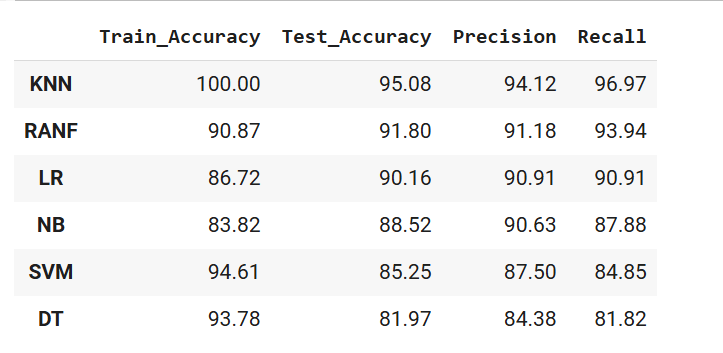 Train_Accuracy Test_Accuracy Precision Recall
KNN 100.00 95.08 94.12 96.97
RANF 90.87 91.80 91.18 93.94
LR 86.72 90.16 90.91 90.91
NB 83.82 88.52 90.63 87.88
SVM 94.61 85.25 87.50 84.85
DT 93.78 81.97 84.38 81.82